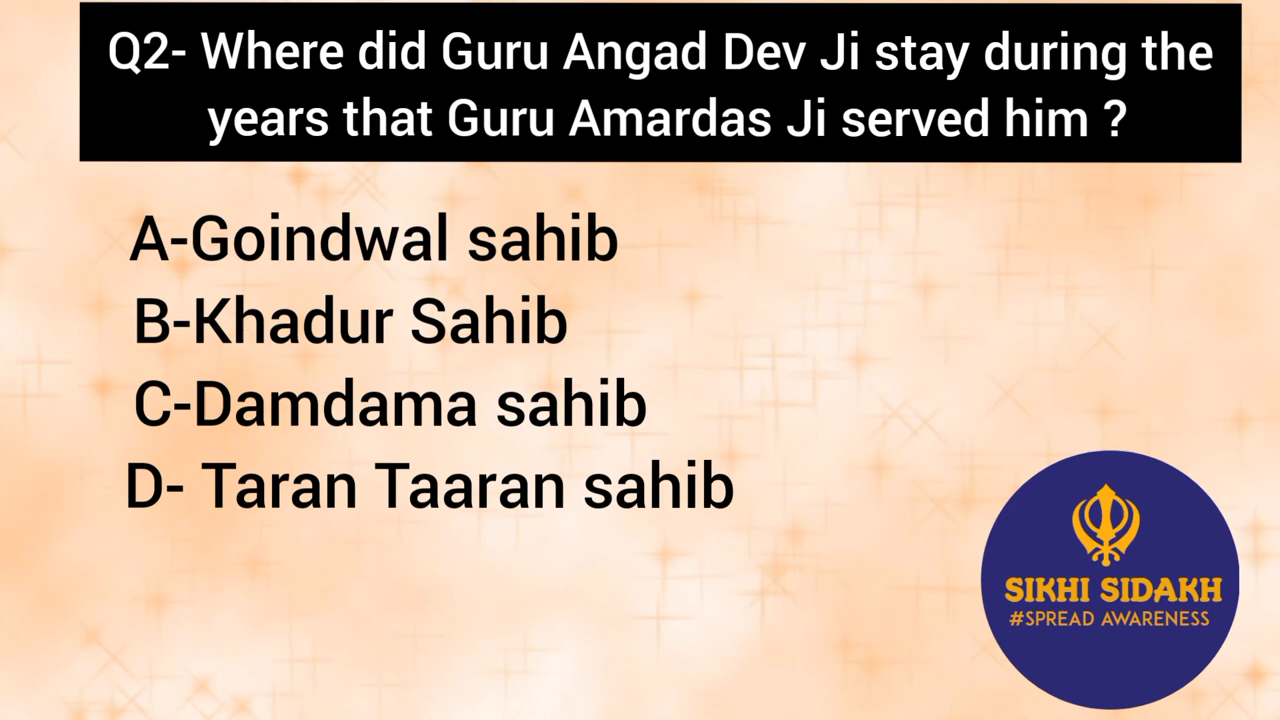 Q2- Where did Guru Angad Dev Ji stay during the
years that Guru Amardas Ji served him ?
A-Goindwal sahib
B-Khadur Sahib
C-Damdama sahib
D- Taran Taaran sahib
SIKHI SIDAKH
#SPREAD AWARENESS